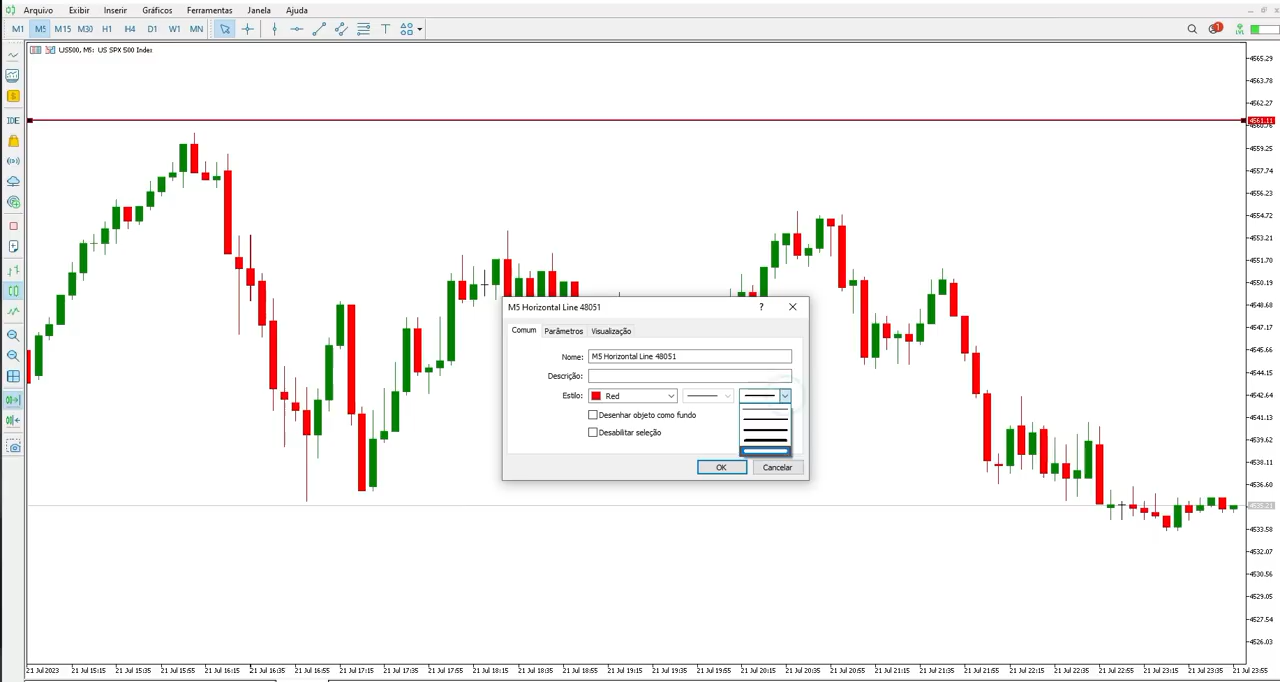 Arquivo Exibir Inserir Gráficos Ferramentas Janela Ajuda
M1 M5 M15 M30 H1 H4 D1 W1 MN T 1 LVL
US500, M5: US SPX 500 Index
IDE
4565.29
4563.78
4562.27
4561.11
4560.76
4559.25
4557.74
4556.23
4554.72
4553.21
4551.70
4550.19
4548.68
4547.17
4545.66
4544.15
4542.64
4541.13
4539.62
4538.11
4536.60
4535.21
4533.58
4532.07
4530.56
4529.05
4527.54
4526.03
M5 Horizontal Line 48051 ?
Comum Parâmetros Visualização
Nome: M5 Horizontal Line 48051
Descrição:
Estilo: Red
Desenhar objeto como fundo
Desabilitar seleção
OK Cancelar
21 Jul 2023 21 Jul 15:15 21 Jul 15:35 21 Jul 15:55 21 Jul 16:15 21 Jul 16:35 21 Jul 16:55 21 Jul 17:15 21 Jul 17:35 21 Jul 17:55 21 Jul 18:15 21 Jul 18:35 21 Jul 18:55 21 Jul 19:15 21 Jul 19:35 21 Jul 19:55 21 Jul 20:15 21 Jul 20:35 21 Jul 20:55 21 Jul 21:15 21 Jul 21:35 21 Jul 21:55 21 Jul 22:15 21 Jul 22:35 21 Jul 22:55 21 Jul 23:15 21 Jul 23:35 21 Jul 23:55